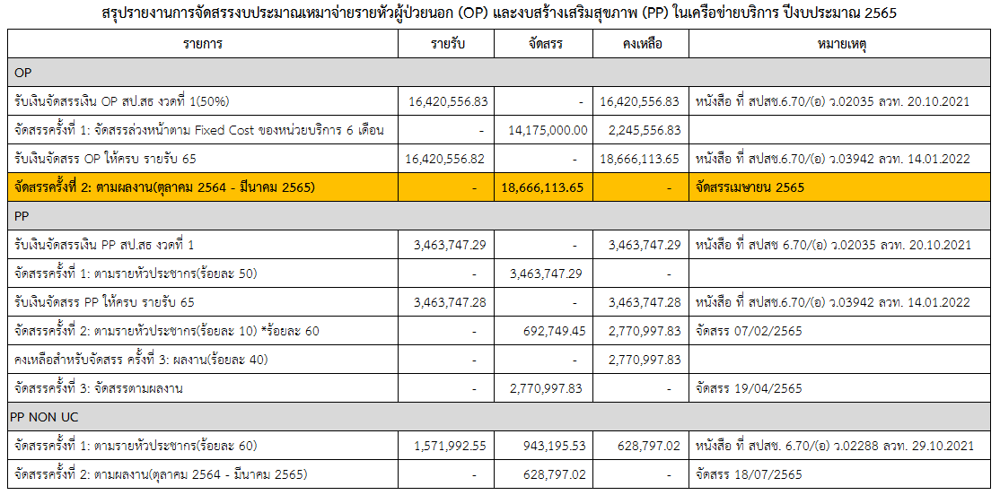 สรุปรายงานการจัดสรรงบประมาณเหมาจ่ายรายหัวผู้ป่วยนอก (OP) และงบสร้างเสริมสุขภาพ (PP) ในเครือข่ายบริการ ปีงบประมาณ 2565
รายการ รายรับ จัดสรร คงเหลือ หมายเหตุ
OP
รับเงินจัดสรรเงิน OP สป.สธ งวดที่ 1(50%) 16,420,556.83 - 16,420,556.83 หนังสือ ที่ สปสช.6.70/(อ) ว.02035 ลวท. 20.10.2021
จัดสรรครั้งที่ 1: จัดสรรล่วงหน้าตาม Fixed Cost ของหน่วยบริการ 6 เดือน - 14,175,000.00 2,245,556.83
รับเงินจัดสรร OP ให้ครบ รายรับ 65 16,420,556.82 - 18,666,113.65 หนังสือ ที่ สปสช.6.70/(อ) ว.03942 ลวท. 14.01.2022
จัดสรรครั้งที่ 2: ตามผลงาน(ตุลาคม 2564 - มีนาคม 2565) - 18,666,113.65 - จัดสรรเมษายน 2565
PP
รับเงินจัดสรรเงิน PP สป.สธ งวดที่ 1 3,463,747.29 - 3,463,747.29 หนังสือ ที่ สปสช 6.70/(อ) ว.02035 ลวท. 20.10.2021
จัดสรรครั้งที่ 1: ตามรายหัวประชากร(ร้อยละ 50) - 3,463,747.29 -
รับเงินจัดสรร PP ให้ครบ รายรับ 65 3,463,747.28 - 3,463,747.28 หนังสือ ที่ สปสช.6.70/(อ) ว.03942 ลวท. 14.01.2022
จัดสรรครั้งที่ 2: ตามรายหัวประชากร(ร้อยละ 10) *ร้อยละ 60 - 692,749.45 2,770,997.83 จัดสรร 07/02/2565
คงเหลือสำหรับจัดสรร ครั้งที่ 3: ผลงาน(ร้อยละ 40) - - 2,770,997.83
จัดสรรครั้งที่ 3: จัดสรรตามผลงาน - 2,770,997.83 - จัดสรร 19/04/2565
PP NON UC
จัดสรรครั้งที่ 1: ตามรายหัวประชากร(ร้อยละ 60) 1,571,992.55 943,195.53 628,797.02 หนังสือ ที่ สปสช. 6.70/(อ) ว.02288 ลวท. 29.10.2021
จัดสรรครั้งที่ 2: ตามผลงาน(ตุลาคม 2564 - มีนาคม 2565) - 628,797.02 - จัดสรร 18/07/2565